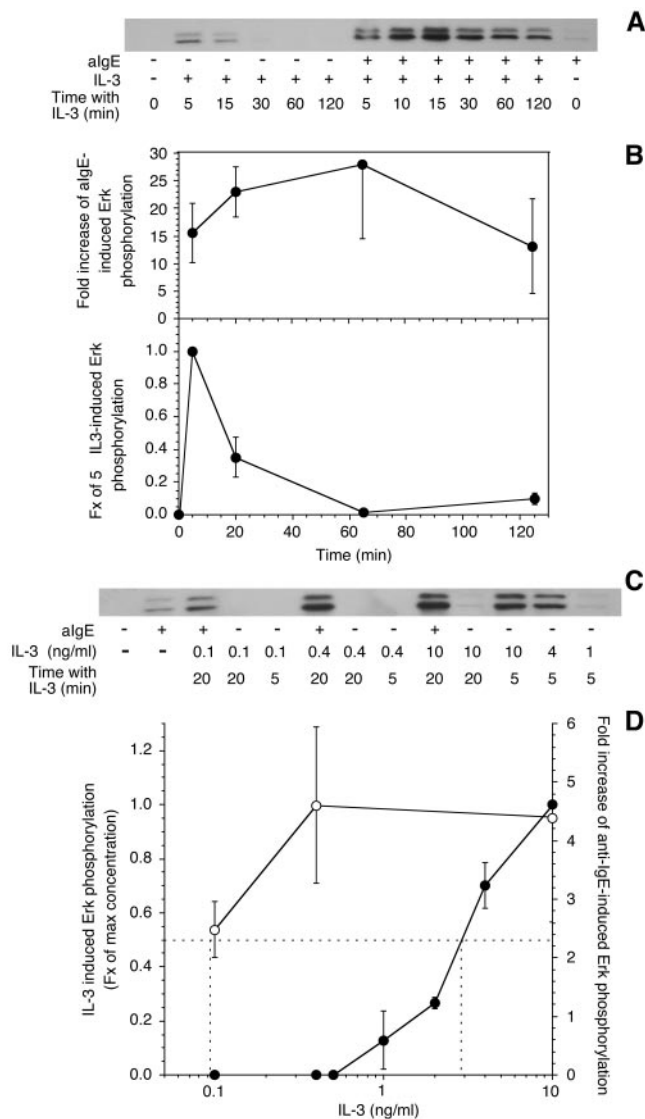 A
aIgE - - - - - - + + + + + + +
IL-3 - + + + + + + + + + + + -
Time with IL-3 (min) 0 5 15 30 60 120 5 10 15 30 60 120 0
B
Fold increase of aIgE-
induced Erk
phosphorylation
30
25
20
15
10
5
0
Fx of 5 IL3-induced Erk
phosphorylation
1.0
0.8
0.6
0.4
0.2
0.0
0 20 40 60 80 100 120
Time (min)
C
aIgE - + + - - + - - + - - - -
IL-3 (ng/ml) - - 0.1 0.1 0.1 0.4 0.4 0.4 10 10 10 4 1
Time with IL-3 (min) 20 20 5 20 20 5 20 20 5 5 5
D
IL-3 induced Erk phosphorylation
(Fx of max concentration)
1.2
1.0
0.8
0.6
0.4
0.2
0.0
Fold increase of anti-IgE-induced Erk phosphorylation
6
5
4
3
2
1
0
0.1 1 10
IL-3 (ng/ml)